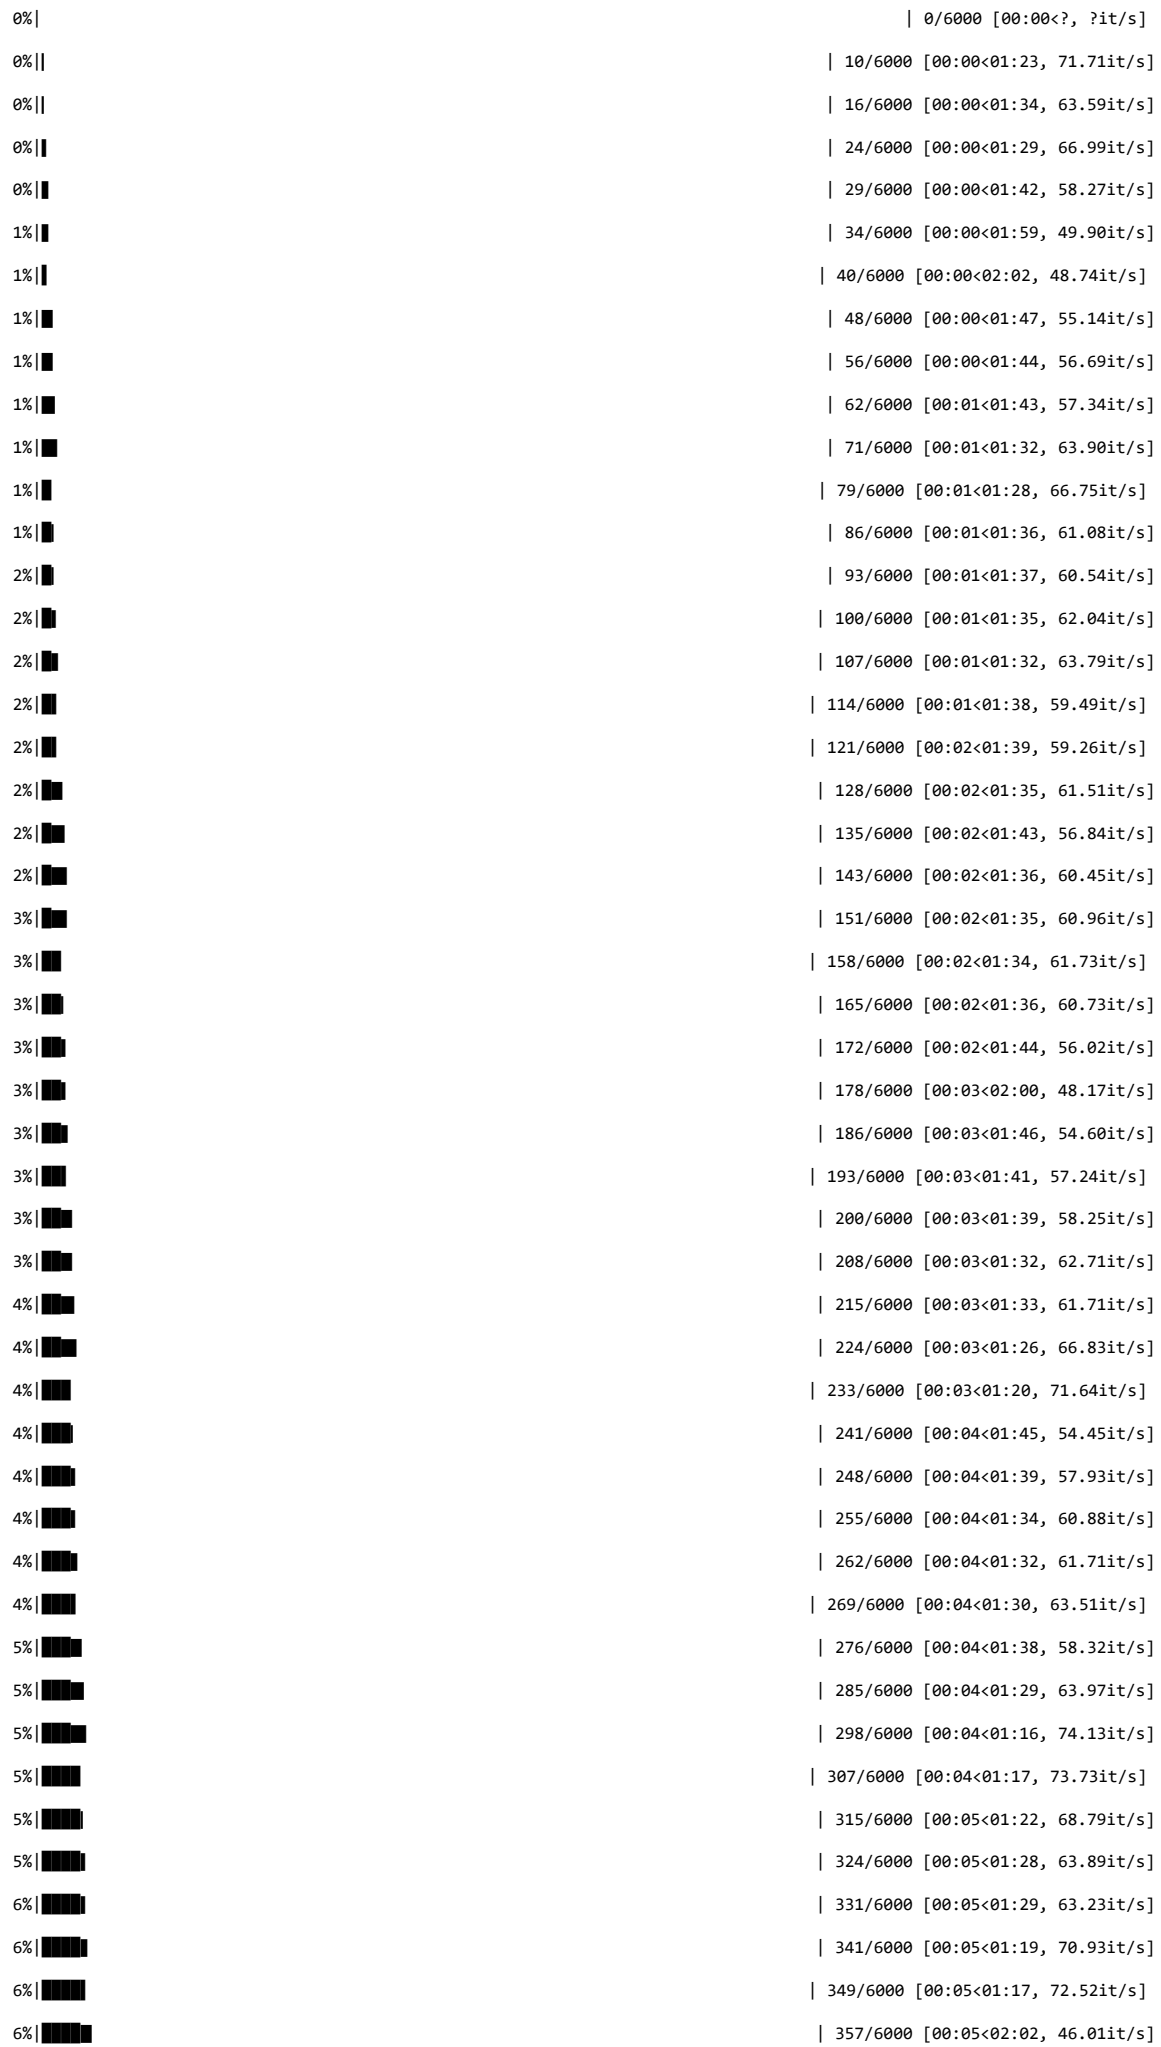 0%| | 0/6000 [00:00<?, ?it/s]
0%|▎ | 10/6000 [00:00<01:23, 71.71it/s]
0%|▎ | 16/6000 [00:00<01:34, 63.59it/s]
0%|▌ | 24/6000 [00:00<01:29, 66.99it/s]
0%|▋ | 29/6000 [00:00<01:42, 58.27it/s]
1%|▋ | 34/6000 [00:00<01:59, 49.90it/s]
1%|▌ | 40/6000 [00:00<02:02, 48.74it/s]
1%|█ | 48/6000 [00:00<01:47, 55.14it/s]
1%|█ | 56/6000 [00:00<01:44, 56.69it/s]
1%|█▎ | 62/6000 [00:01<01:43, 57.34it/s]
1%|█▌ | 71/6000 [00:01<01:32, 63.90it/s]
1%|█ | 79/6000 [00:01<01:28, 66.75it/s]
1%|█▏ | 86/6000 [00:01<01:36, 61.08it/s]
2%|█▏ | 93/6000 [00:01<01:37, 60.54it/s]
2%|█▍ | 100/6000 [00:01<01:35, 62.04it/s]
2%|█▋ | 107/6000 [00:01<01:32, 63.79it/s]
2%|█▌ | 114/6000 [00:01<01:38, 59.49it/s]
2%|█▌ | 121/6000 [00:02<01:39, 59.26it/s]
2%|██ | 128/6000 [00:02<01:35, 61.51it/s]
2%|██▎ | 135/6000 [00:02<01:43, 56.84it/s]
2%|██▌ | 143/6000 [00:02<01:36, 60.45it/s]
3%|██▌ | 151/6000 [00:02<01:35, 60.96it/s]
3%|██ | 158/6000 [00:02<01:34, 61.73it/s]
3%|██▏ | 165/6000 [00:02<01:36, 60.73it/s]
3%|██▍ | 172/6000 [00:02<01:44, 56.02it/s]
3%|██▍ | 178/6000 [00:03<02:00, 48.17it/s]
3%|██▋ | 186/6000 [00:03<01:46, 54.60it/s]
3%|██▌ | 193/6000 [00:03<01:41, 57.24it/s]
3%|███ | 200/6000 [00:03<01:39, 58.25it/s]
3%|███ | 208/6000 [00:03<01:32, 62.71it/s]
4%|███▎ | 215/6000 [00:03<01:33, 61.71it/s]
4%|███▌ | 224/6000 [00:03<01:26, 66.83it/s]
4%|███ | 233/6000 [00:03<01:20, 71.64it/s]
4%|███▏ | 241/6000 [00:04<01:45, 54.45it/s]
4%|███▍ | 248/6000 [00:04<01:39, 57.93it/s]
4%|███▍ | 255/6000 [00:04<01:34, 60.88it/s]
4%|███▋ | 262/6000 [00:04<01:32, 61.71it/s]
4%|███▌ | 269/6000 [00:04<01:30, 63.51it/s]
5%|████ | 276/6000 [00:04<01:38, 58.32it/s]
5%|████▎ | 285/6000 [00:04<01:29, 63.97it/s]
5%|████▌ | 298/6000 [00:04<01:16, 74.13it/s]
5%|████ | 307/6000 [00:04<01:17, 73.73it/s]
5%|████▏ | 315/6000 [00:05<01:22, 68.79it/s]
5%|████▍ | 324/6000 [00:05<01:28, 63.89it/s]
6%|████▍ | 331/6000 [00:05<01:29, 63.23it/s]
6%|████▋ | 341/6000 [00:05<01:19, 70.93it/s]
6%|████▌ | 349/6000 [00:05<01:17, 72.52it/s]
6%|█████ | 357/6000 [00:05<02:02, 46.01it/s]